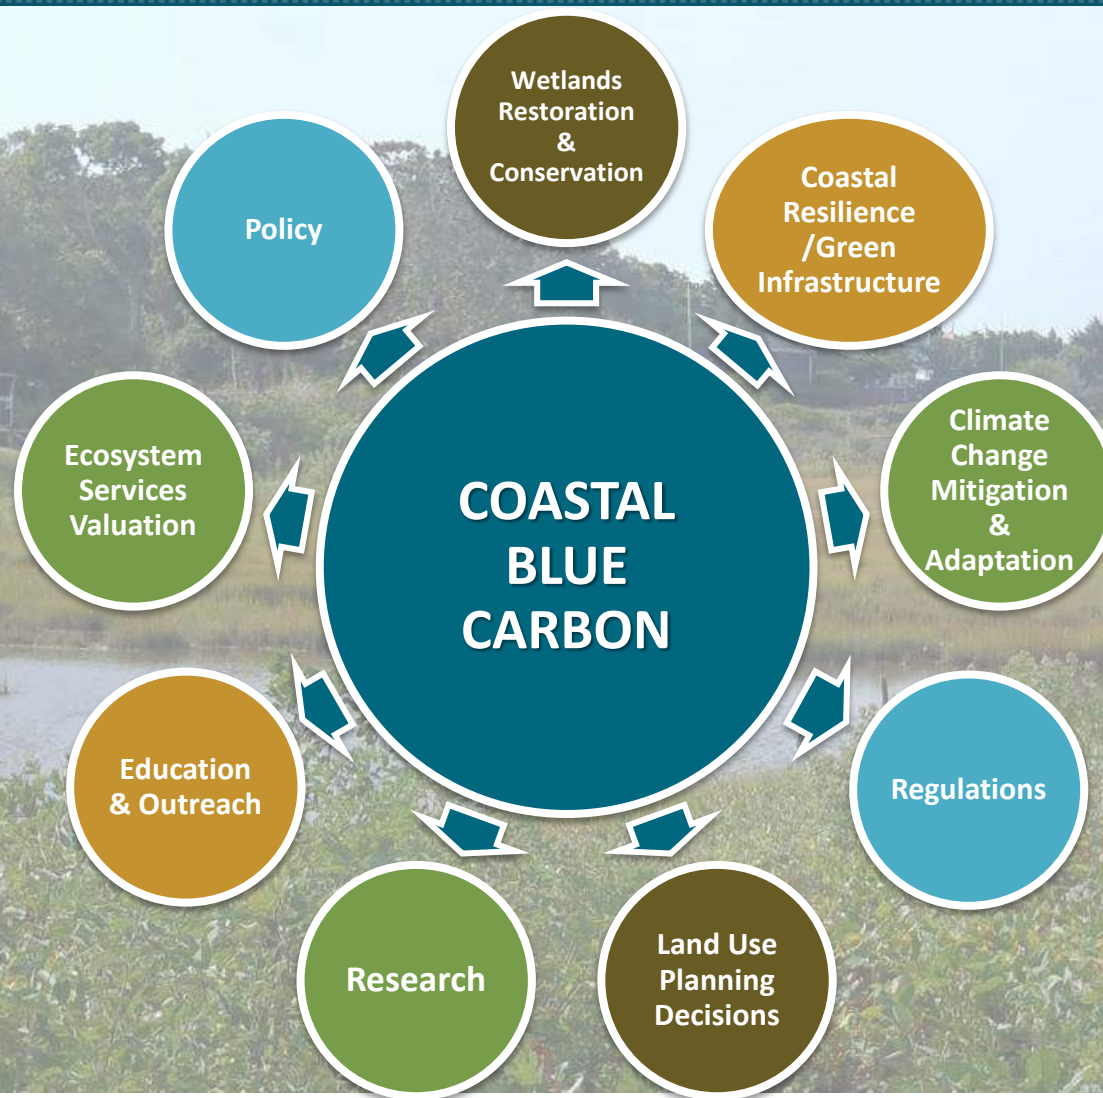 Wetlands
Restoration
&
Conservation
Coastal
Resilience
/Green
Infrastructure
Climate
Change
Mitigation
&
Adaptation
Regulations
Land Use
Planning
Decisions
Research
Education
& Outreach
Ecosystem
Services
Valuation
Policy
COASTAL
BLUE
CARBON